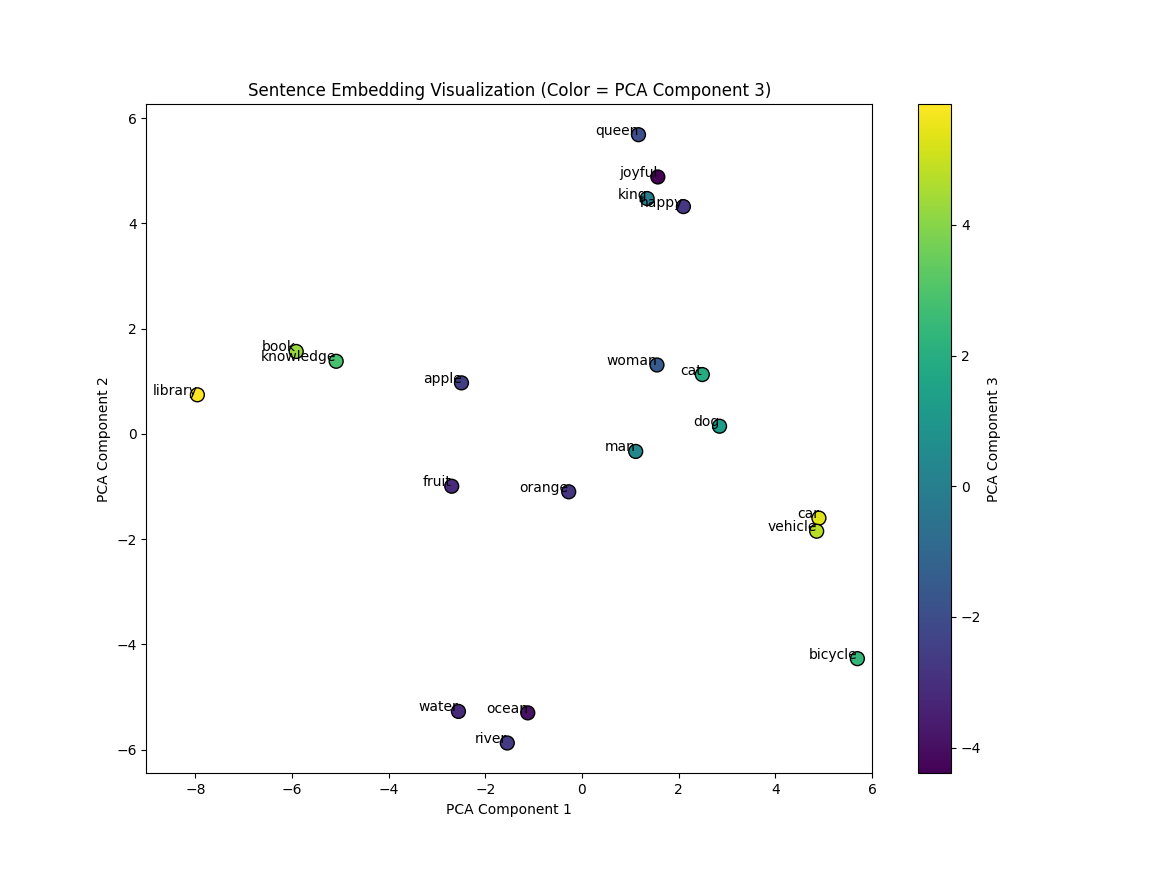 Sentence Embedding Visualization (Color = PCA Component 3)
PCA Component 2
6
4
2
0
−2
−4
−6
queen
joyful
king
happy
book
knowledge
library
apple
woman
cat
dog
man
fruit
orange
car
vehicle
bicycle
water
ocean
river
−8
−6
−4
−2
0
2
4
6
PCA Component 1
4
2
0
−2
−4
PCA Component 3